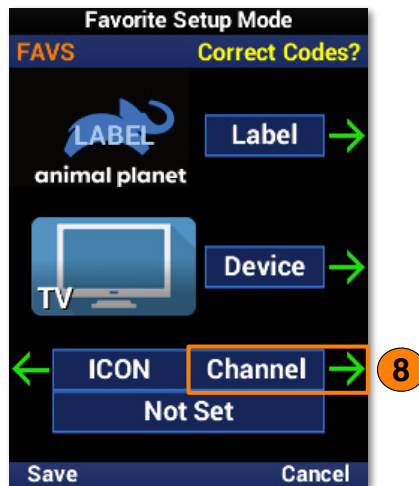 Favorite Setup Mode
FAVS Correct Codes?
LABEL
animal planet
Label
TV
Device
ICON Channel
8
Not Set
Save Cancel